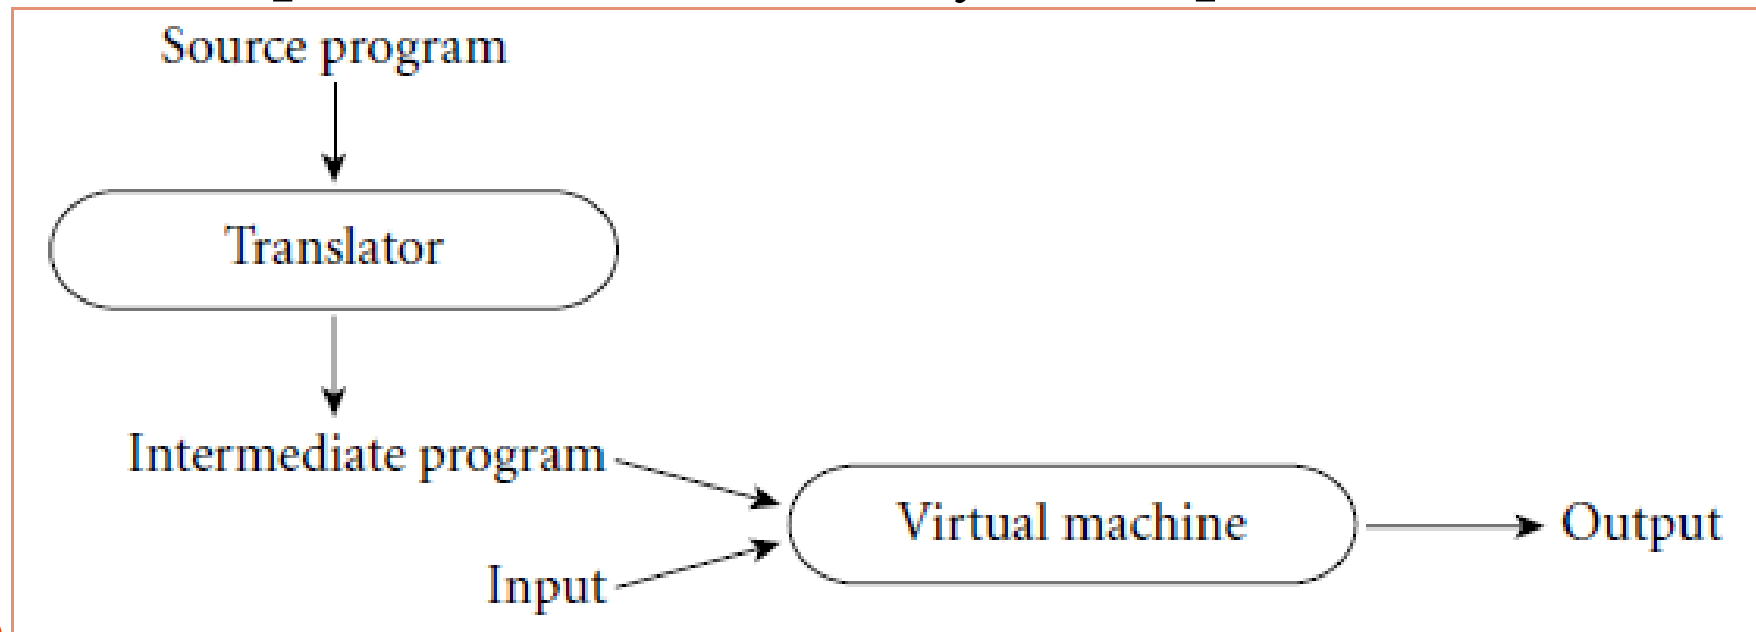 Source program
Translator
Intermediate program
Virtual machine
Output
Input